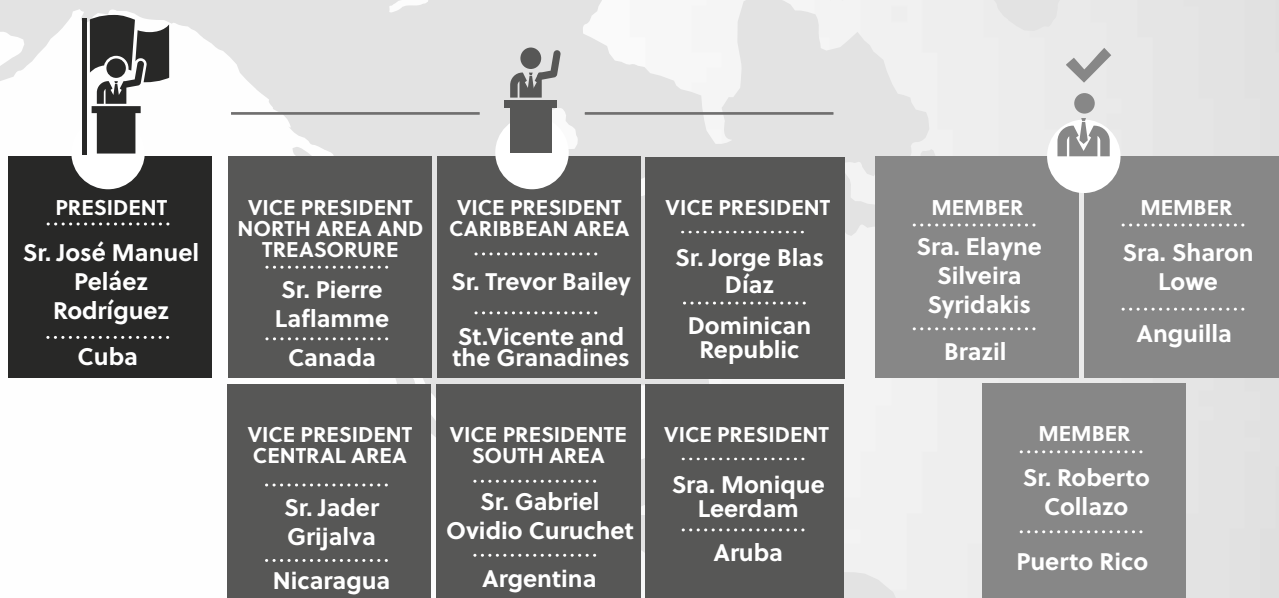 PRESIDENT
Sr. José Manuel
Peláez
Rodríguez
Cuba
VICE PRESIDENT
NORTH AREA AND
TREASORURE
Sr. Pierre
Laflamme
Canada
VICE PRESIDENT
CARIBBEAN AREA
Sr. Trevor Bailey
St.Vicente and
the Granadines
VICE PRESIDENT
Sr. Jorge Blas
Díaz
Dominican
Republic
MEMBER
Sra. Elayne
Silveira
Syridakis
Brazil
MEMBER
Sra. Sharon
Lowe
Anguilla
VICE PRESIDENT
CENTRAL AREA
Sr. Jader
Grijalva
Nicaragua
VICE PRESIDENTE
SOUTH AREA
Sr. Gabriel
Ovidio Curuchet
Argentina
VICE PRESIDENT
Sra. Monique
Leerdam
Aruba
MEMBER
Sr. Roberto
Collazo
Puerto Rico